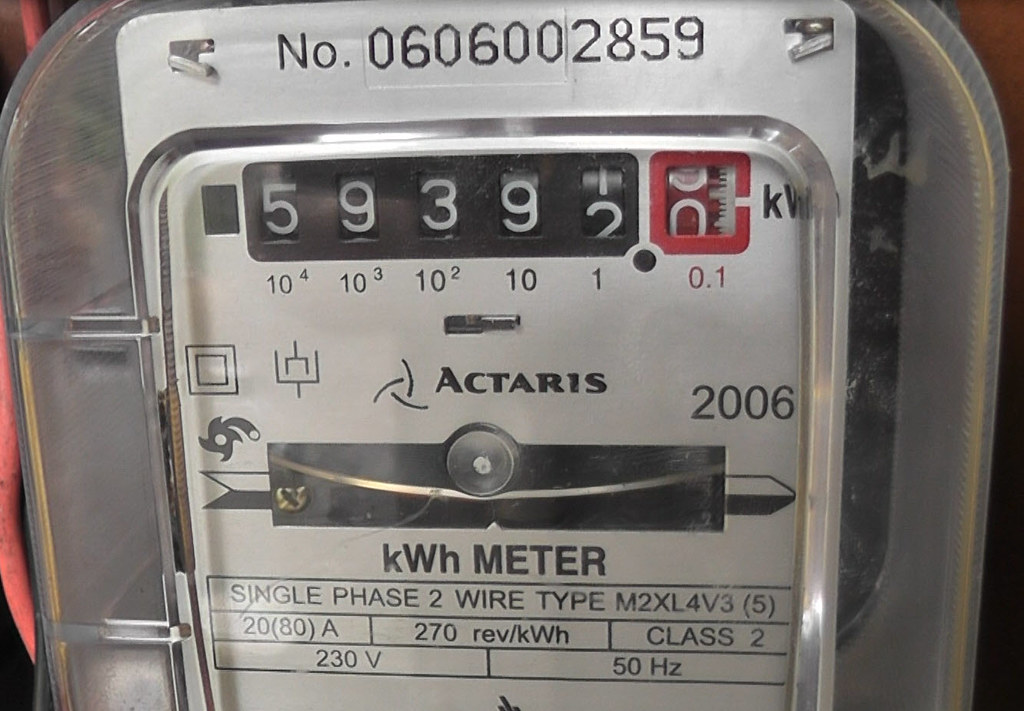 No. 0606002859
5 9 3 9 kWh
10⁴ 10³ 10² 10 1 0.1
ACTARIS
2006
kWh METER
SINGLE PHASE 2 WIRE TYPE M2XL4V3 (5)
20(80) A 270 rev/kWh CLASS 2
230 V 50 Hz